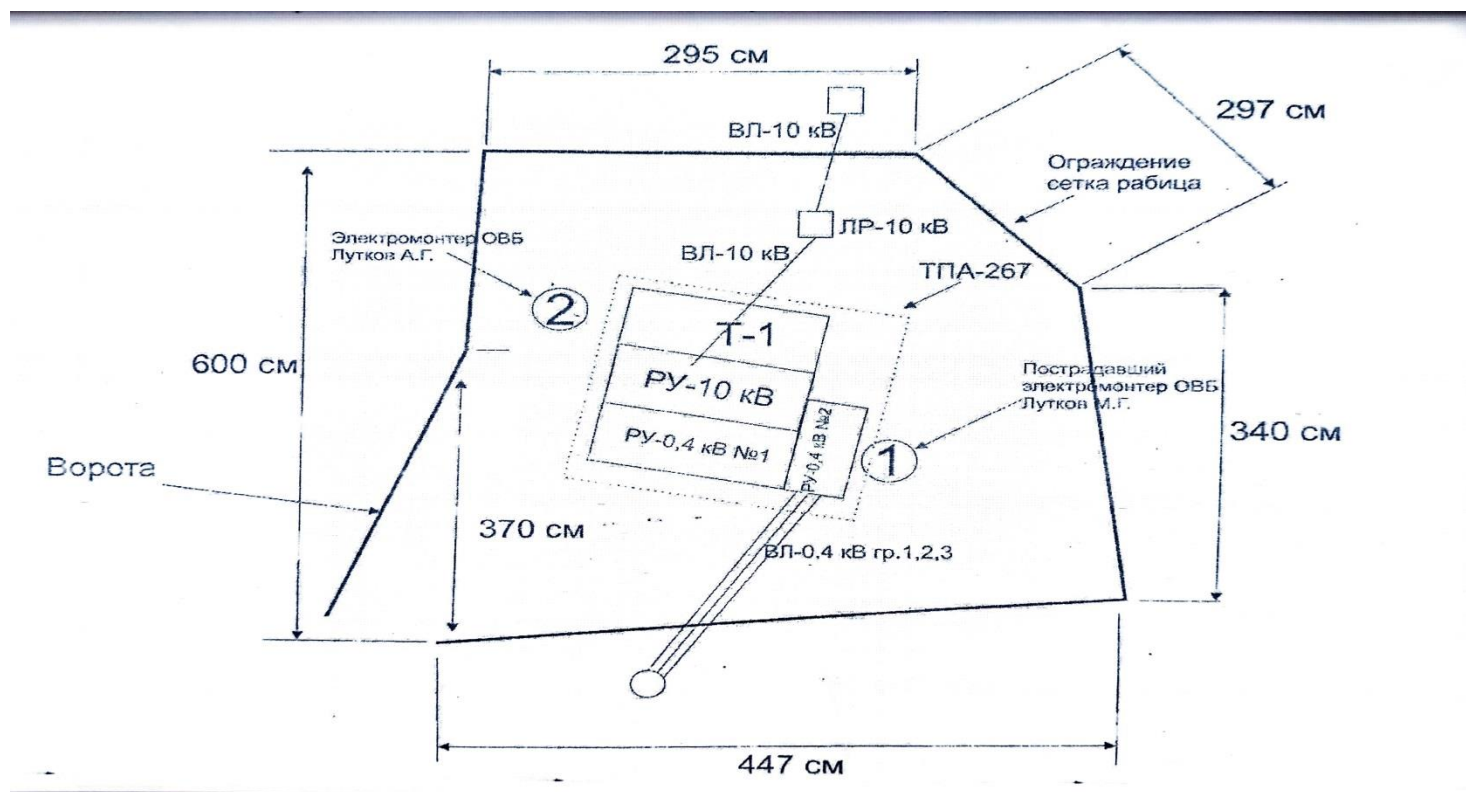 295 см
297 см
ВЛ-10 кВ
Ограждение
сетка рабица
Электромонтер ОВБ
Лутков А.Г.
ЛР-10 кВ
ВЛ-10 кВ
ТПА-267
2
Т-1
600 см
РУ-10 кВ
Пострадавший
электромонтер ОВБ
Лутков М.Г.
РУ-0,4 кВ №1
РУ-0,4 кВ №2
1
340 см
Ворота
370 см
ВЛ-0,4 кВ гр.1,2,3
447 см